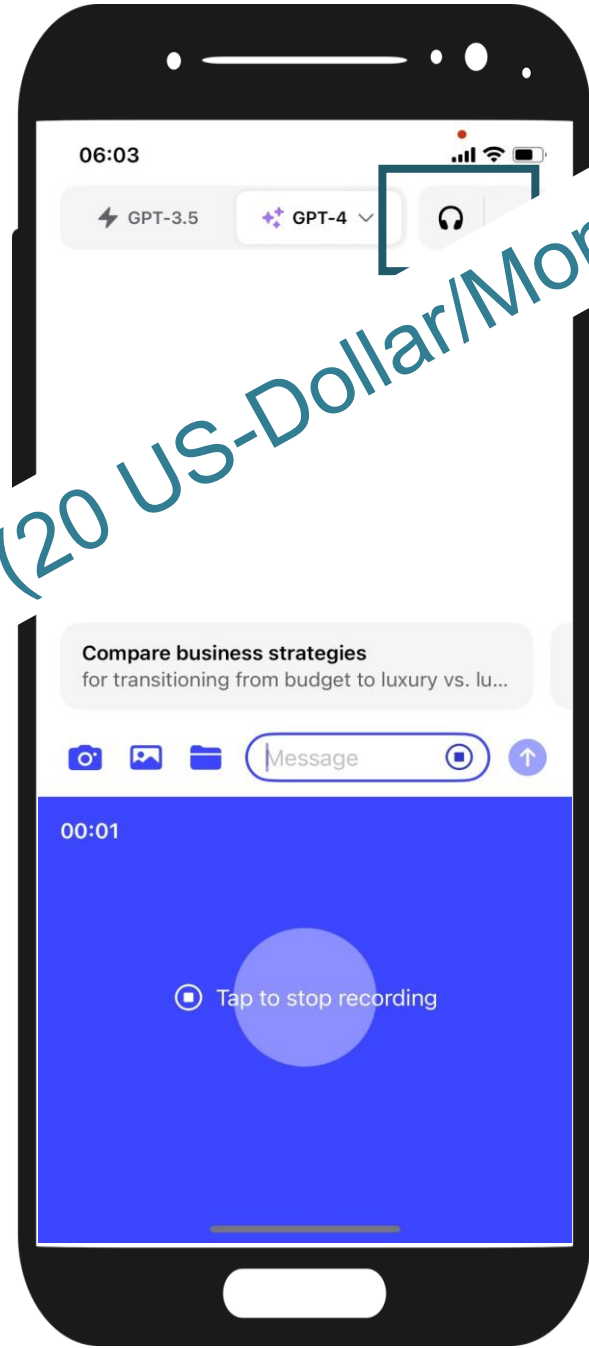 06:03
GPT-3.5
GPT-4
(20 US-Dollar/Mon
Compare business strategies
for transitioning from budget to luxury vs. lu...
Message
00:01
Tap to stop recording